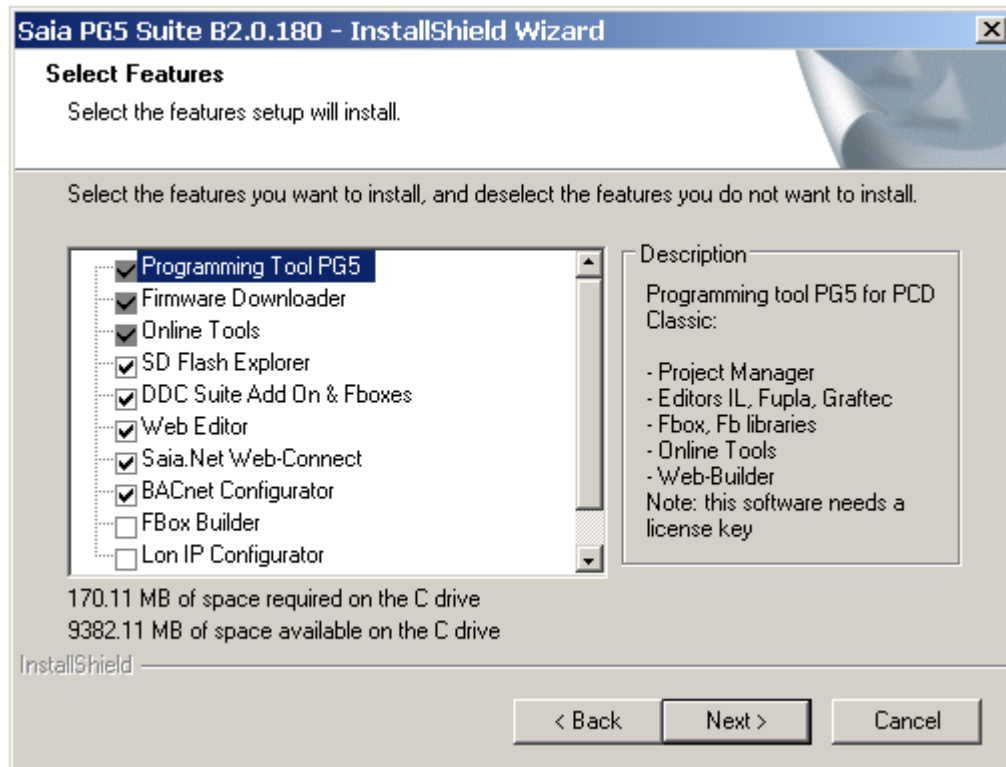 Saia PG5 Suite B2.0.180 - InstallShield Wizard
Select Features
Select the features setup will install.
Select the features you want to install, and deselect the features you do not want to install.
Programming Tool PG5
Firmware Downloader
Online Tools
SD Flash Explorer
DDC Suite Add On & Fboxes
Web Editor
Saia.Net Web-Connect
BACnet Configurator
FBox Builder
Lon IP Configurator
Description
Programming tool PG5 for PCD
Classic:
- Project Manager
- Editors IL, Fupla, Graftec
- Fbox, Fb libraries
- Online Tools
- Web-Builder
Note: this software needs a
license key
170.11 MB of space required on the C drive
9382.11 MB of space available on the C drive
InstallShield
< Back
Next >
Cancel